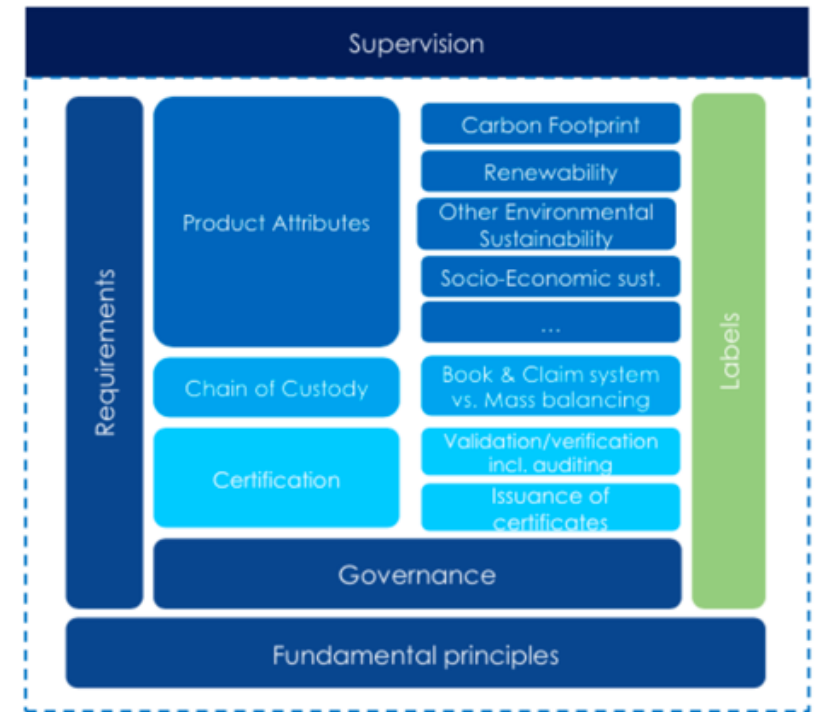 Supervision
Requirements
Product Attributes
Carbon Footprint
Renewability
Other Environmental
Sustainability
Socio-Economic sust.
...
Chain of Custody
Book & Claim system
vs. Mass balancing
Certification
Validation/verification
incl. auditing
Issuance of
certificates
Labels
Governance
Fundamental principles